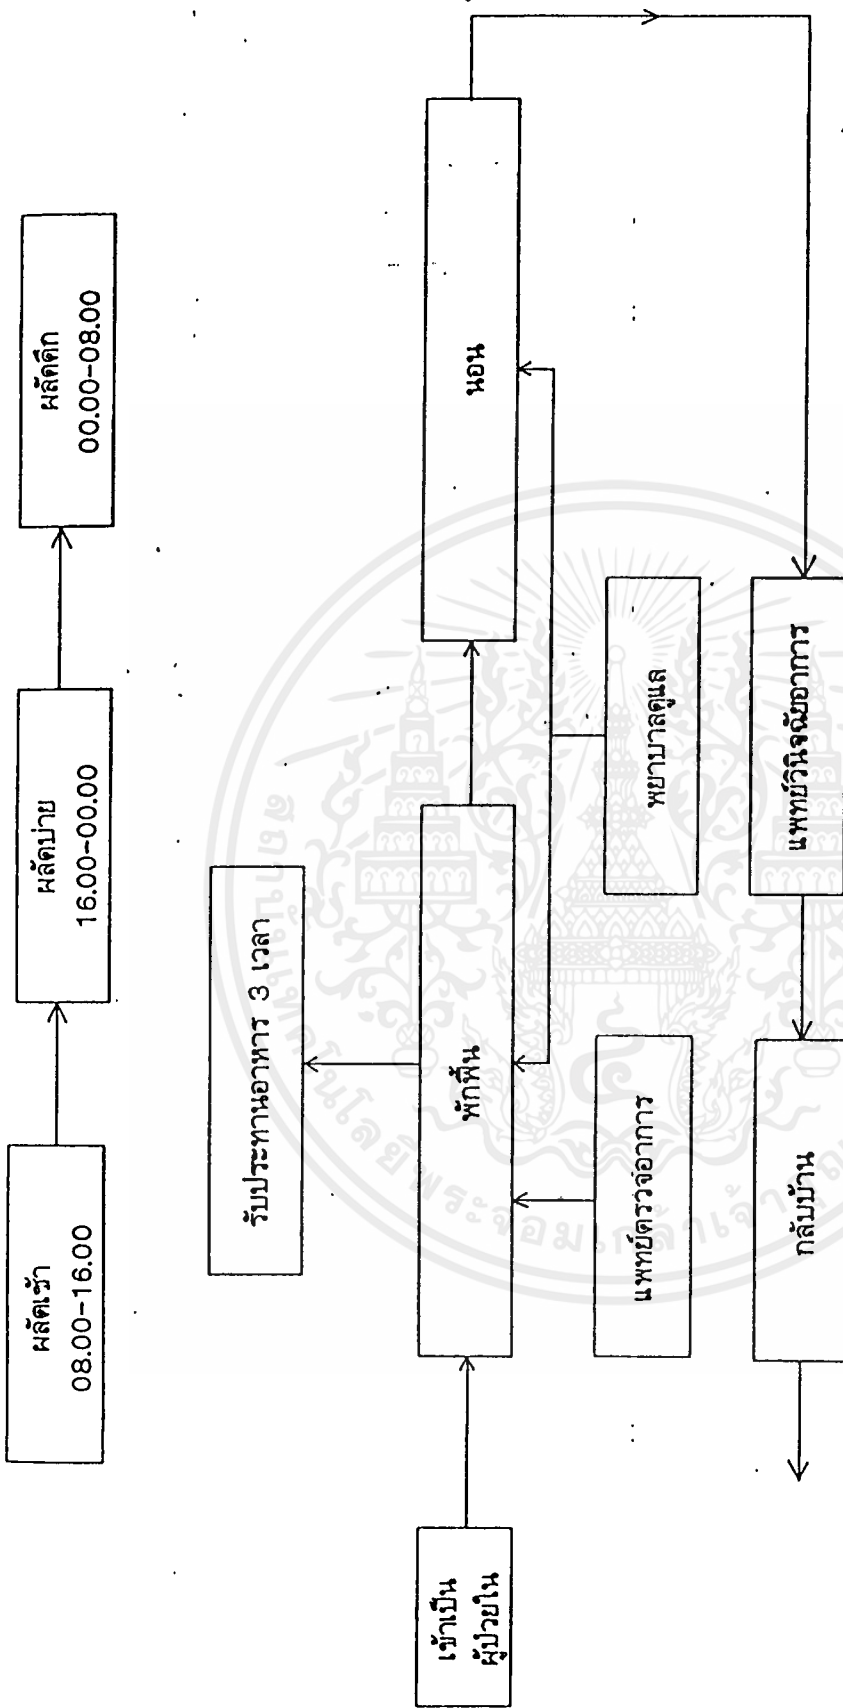 ผลัดเช้า
08.00-16.00
ผลัดบ่าย
16.00-00.00
ผลัดดึก
00.00-08.00
รับประทานอาหาร 3 เวลา
เข้าเป็น
ผู้ป่วยใน
พักฟื้น
นอน
แพทย์ตรวจอาการ
พยาบาลดูแล
กลับบ้าน
แพทย์วินิจฉัยอาการ